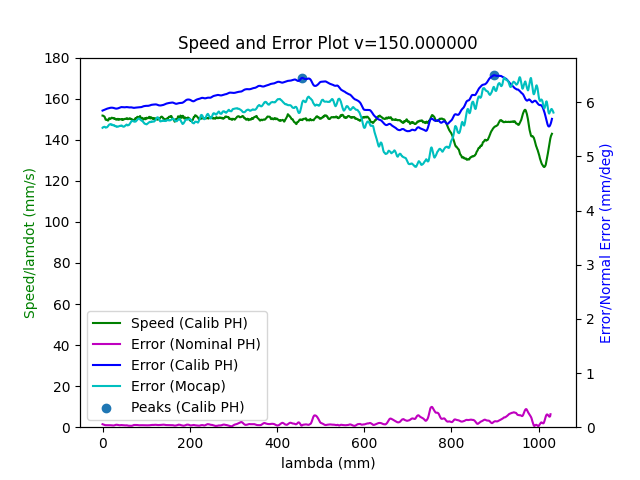 Speed and Error Plot v=150.000000
180
160
140
120
100
80
60
40
20
0
Speed/lamdot (mm/s)
6
5
4
3
2
1
0
Error/Normal Error (mm/deg)
Speed (Calib PH)
Error (Nominal PH)
Error (Calib PH)
Error (Mocap)
Peaks (Calib PH)
0 200 400 600 800 1000
lambda (mm)